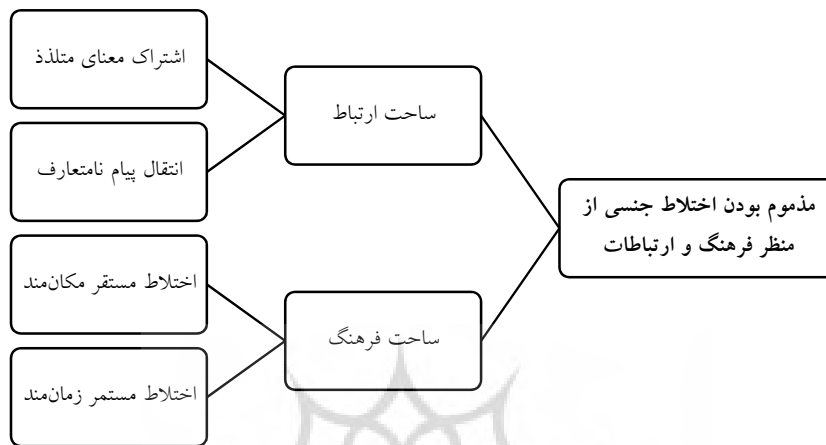 مذموم بودن اختلاط جنسی از
منظر فرهنگ و ارتباطات
ساحت ارتباط
اشتراک معنای متلذذ
انتقال پیام نامتعارف
ساحت فرهنگ
اختلاط مستقر مکان‌مند
اختلاط مستمر زمان‌مند